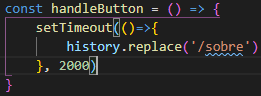 const handleButton = () => {
setTimeout(()=>{
history.replace('/sobre')
}, 2000)
}